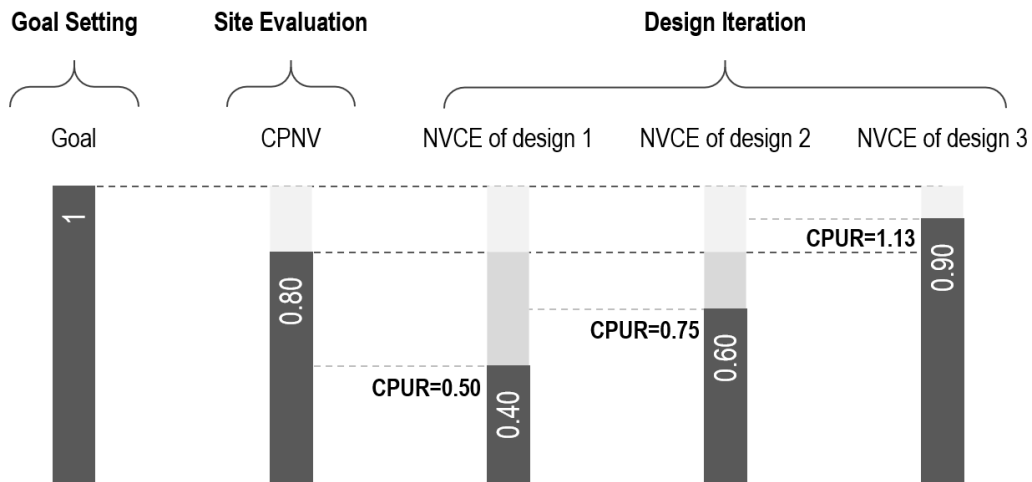 Goal Setting
Site Evaluation
Design Iteration
Goal
CPNV
NVCE of design 1
NVCE of design 2
NVCE of design 3
1
0.80
CPUR=0.50
0.40
CPUR=0.75
0.60
CPUR=1.13
0.90